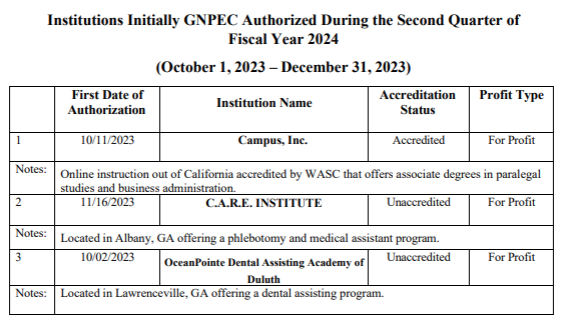 Institutions Initially GNPEC Authorized During the Second Quarter of
Fiscal Year 2024
(October 1, 2023 – December 31, 2023)
First Date of Authorization Institution Name Accreditation Status Profit Type
1 10/11/2023 Campus, Inc. Accredited For Profit
Notes: Online instruction out of California accredited by WASC that offers associate degrees in paralegal
studies and business administration.
2 11/16/2023 C.A.R.E. INSTITUTE Unaccredited For Profit
Notes: Located in Albany, GA offering a phlebotomy and medical assistant program.
3 10/02/2023 OceanPointe Dental Assisting Academy of Duluth Unaccredited For Profit
Notes: Located in Lawrenceville, GA offering a dental assisting program.